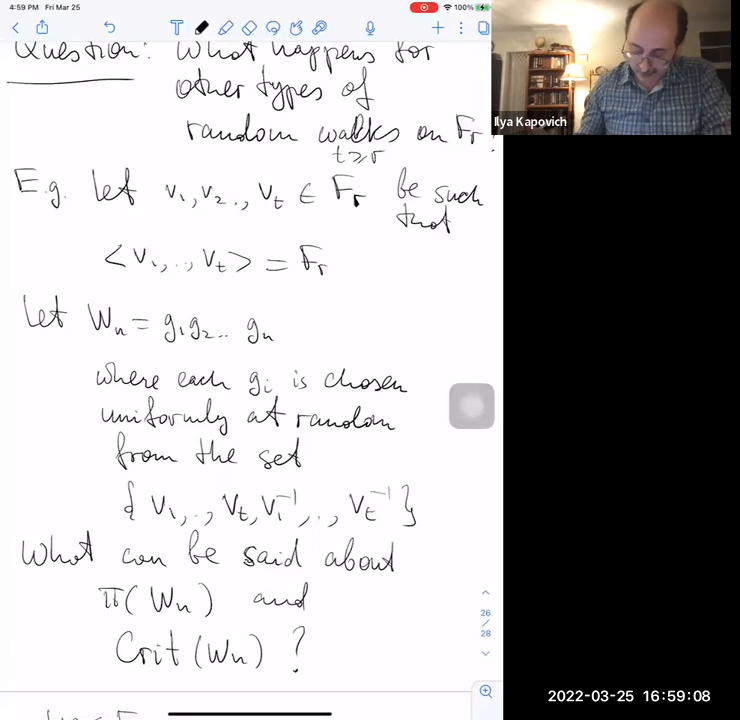 4:59 PM Fri Mar 25
100%
Question: What happens for
other types of
random walks on Fr?
t≥r
E.g. let v1, v2.., vt ∈ Fr be such
that
<v1,..,vt> = Fr
Let Wn = g1g2.. gn
where each gi is chosen
uniformly at random
from the set
{v1,..,vt,v1⁻¹,..,vt⁻¹}
What can be said about
π(Wn) and
Crit(Wn)?
26
/
28
Ilya Kapovich
2022-03-25 16:59:08